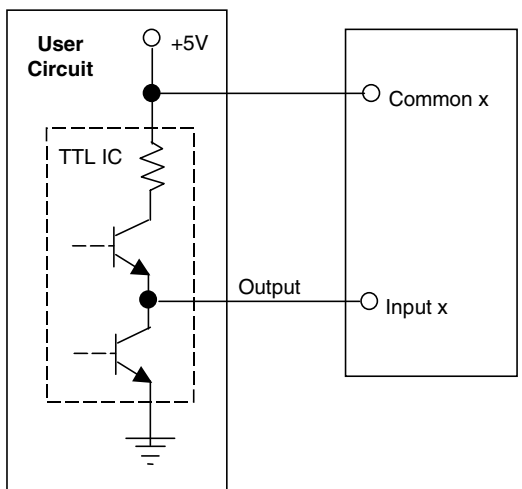 User
Circuit
+5V
Common x
TTL IC
Output
Input x